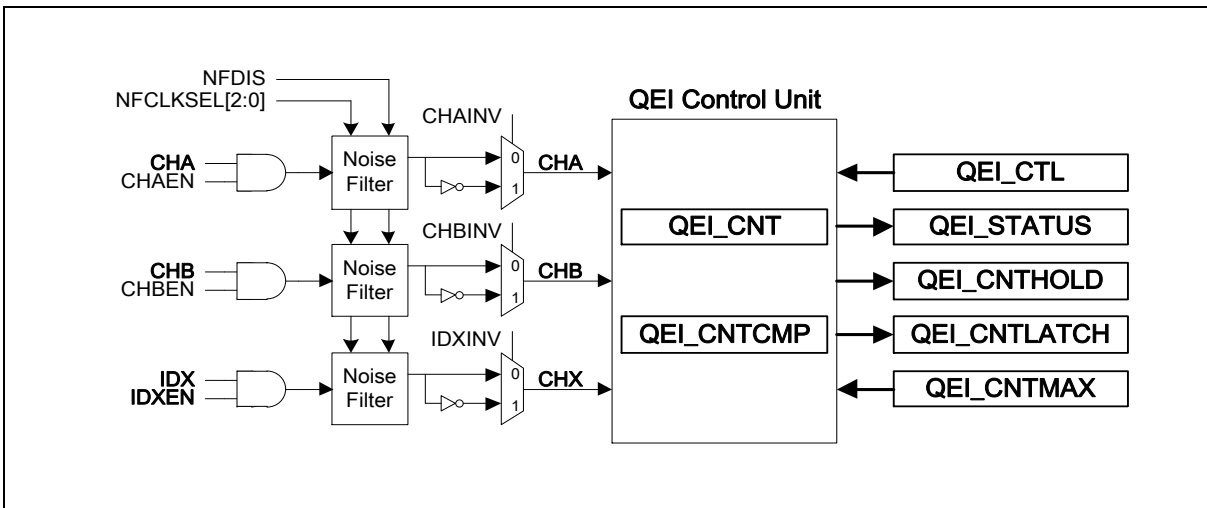 NFDIS
NFCLKSEL[2:0]
QEI Control Unit
CHAINV
CHA
CHAEN
Noise
Filter
0
1
CHA
QEI_CTL
QEI_CNT
QEI_STATUS
CHBINV
CHB
CHBEN
Noise
Filter
0
1
CHB
QEI_CNTHOLD
QEI_CNTCMP
QEI_CNTLATCH
IDXINV
IDX
IDXEN
Noise
Filter
0
1
CHX
QEI_CNTMAX